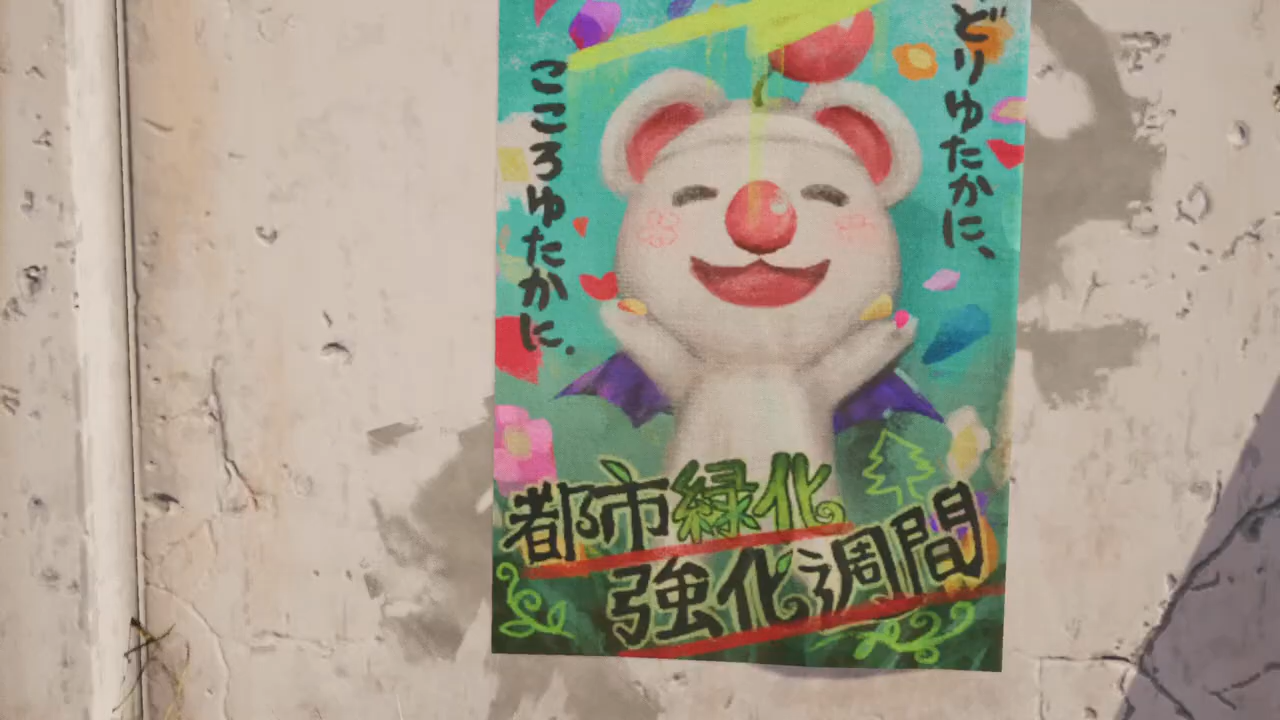 どりゆたかに、
こころゆたかに.
都市緑化
強化週間